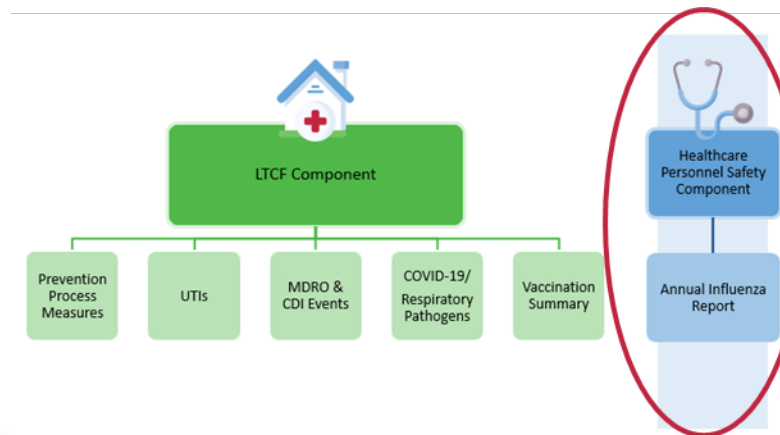 LTCF Component
Healthcare
Personnel Safety
Component
Prevention
Process
Measures
UTIs
MDRO &
CDI Events
COVID-19/
Respiratory
Pathogens
Vaccination
Summary
Annual Influenza
Report